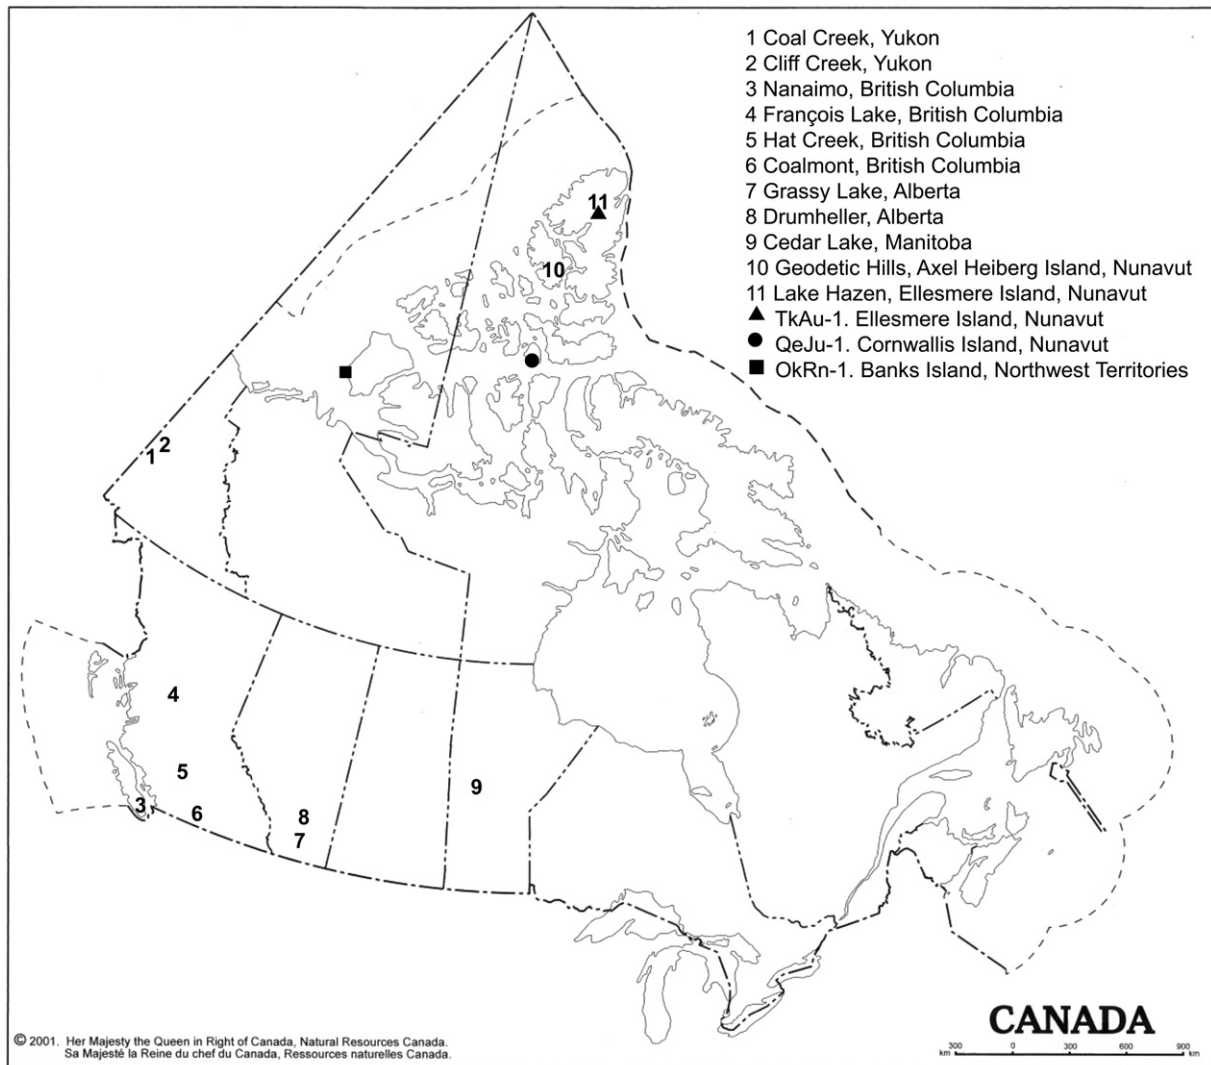 1 Coal Creek, Yukon
2 Cliff Creek, Yukon
3 Nanaimo, British Columbia
4 François Lake, British Columbia
5 Hat Creek, British Columbia
6 Coalmont, British Columbia
7 Grassy Lake, Alberta
8 Drumheller, Alberta
9 Cedar Lake, Manitoba
10 Geodetic Hills, Axel Heiberg Island, Nunavut
11 Lake Hazen, Ellesmere Island, Nunavut
▲ TkAu-1. Ellesmere Island, Nunavut
● QeJu-1. Cornwallis Island, Nunavut
■ OkRn-1. Banks Island, Northwest Territories
11
10
2
1
4
5
9
3
6
8
7
CANADA
300 0 300 600 900
km km
© 2001. Her Majesty the Queen in Right of Canada, Natural Resources Canada.
Sa Majesté la Reine du chef du Canada, Ressources naturelles Canada.